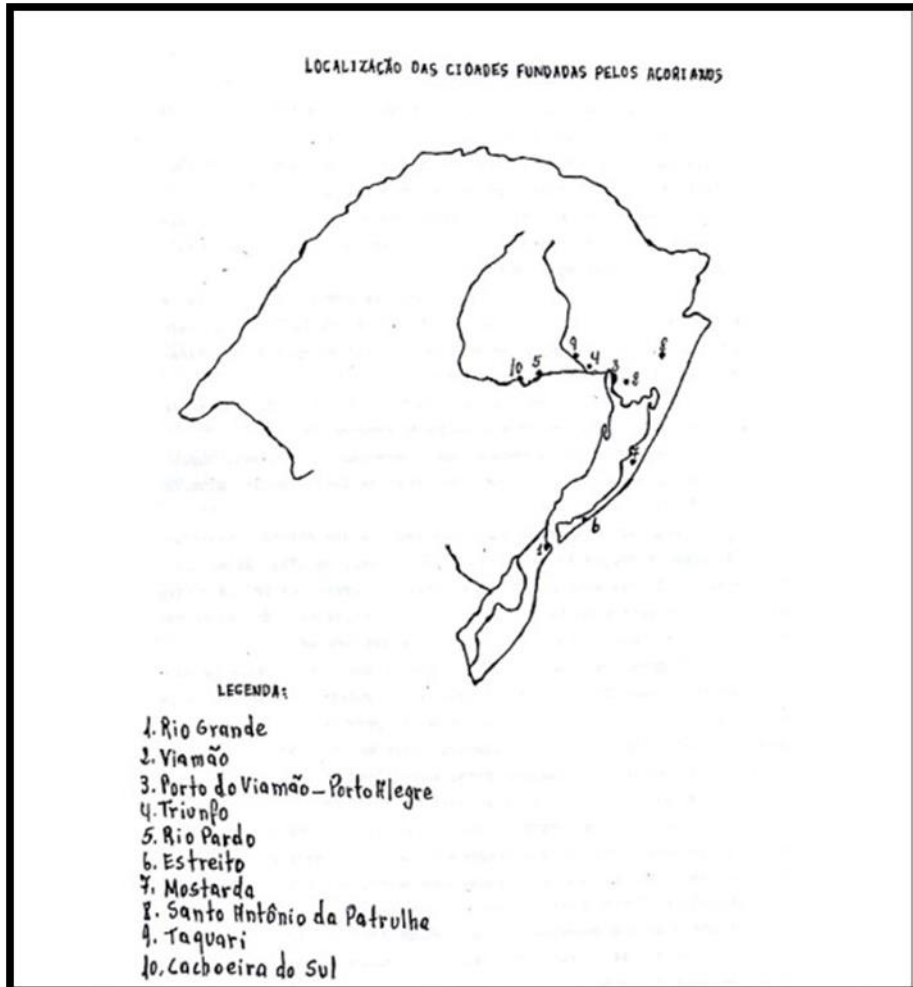 LOCALIZAÇÃO DAS CIDADES FUNDADAS PELOS AÇORIANOS
9
4
8
10
5
3
2
7
6
1
LEGENDA:
1. Rio Grande
2. Viamão
3. Porto do Viamão - Porto Alegre
4. Triunfo
5. Rio Pardo
6. Estreito
7. Mostarda
8. Santo Antônio da Patrulha
9. Taquari
10. Cachoeira do Sul